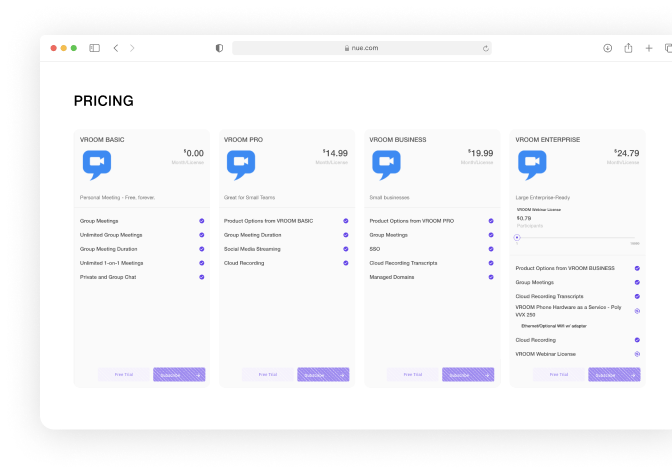 nue.com
PRICING
VROOM BASIC
$0.00
Month/License
Personal Meeting - Free, forever.
Group Meetings
Unlimited Group Meetings
Group Meeting Duration
Unlimited 1-on-1 Meetings
Private and Group Chat
Free Trial
Subscribe
VROOM PRO
$14.99
Month/License
Great for Small Teams
Product Options from VROOM BASIC
Group Meeting Duration
Social Media Streaming
Cloud Recording
Free Trial
Subscribe
VROOM BUSINESS
$19.99
Month/License
Small businesses
Product Options from VROOM PRO
Group Meetings
SSO
Cloud Recording Transcripts
Managed Domains
Free Trial
Subscribe
VROOM ENTERPRISE
$24.79
Month/License
Large Enterprise-Ready
VROOM Webinar License
$0.79
Participants
Product Options from VROOM BUSINESS
Group Meetings
Cloud Recording Transcripts
VROOM Phone Hardware as a Service - Poly
VVX 250
Ethernet/Optional Wifi w/ adapter
Cloud Recording
VROOM Webinar License
Free Trial
Subscribe